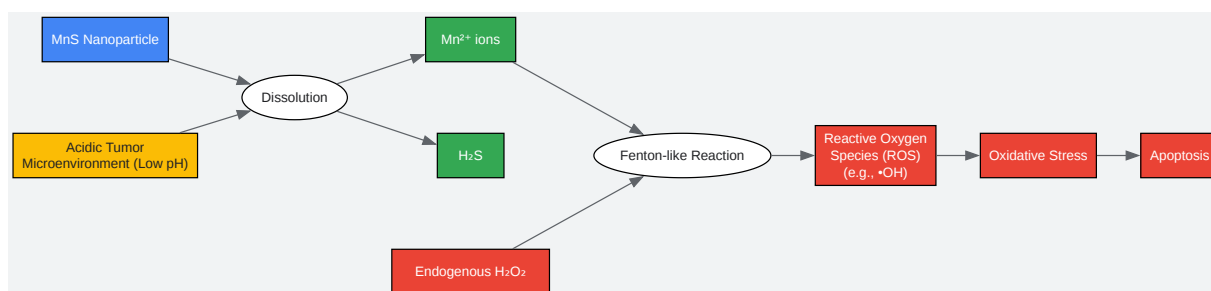 MnS Nanoparticle
Acidic Tumor
Microenvironment (Low pH)
Dissolution
Mn²⁺ ions
H₂S
Endogenous H₂O₂
Fenton-like Reaction
Reactive Oxygen
Species (ROS)
(e.g., •OH)
Oxidative Stress
Apoptosis